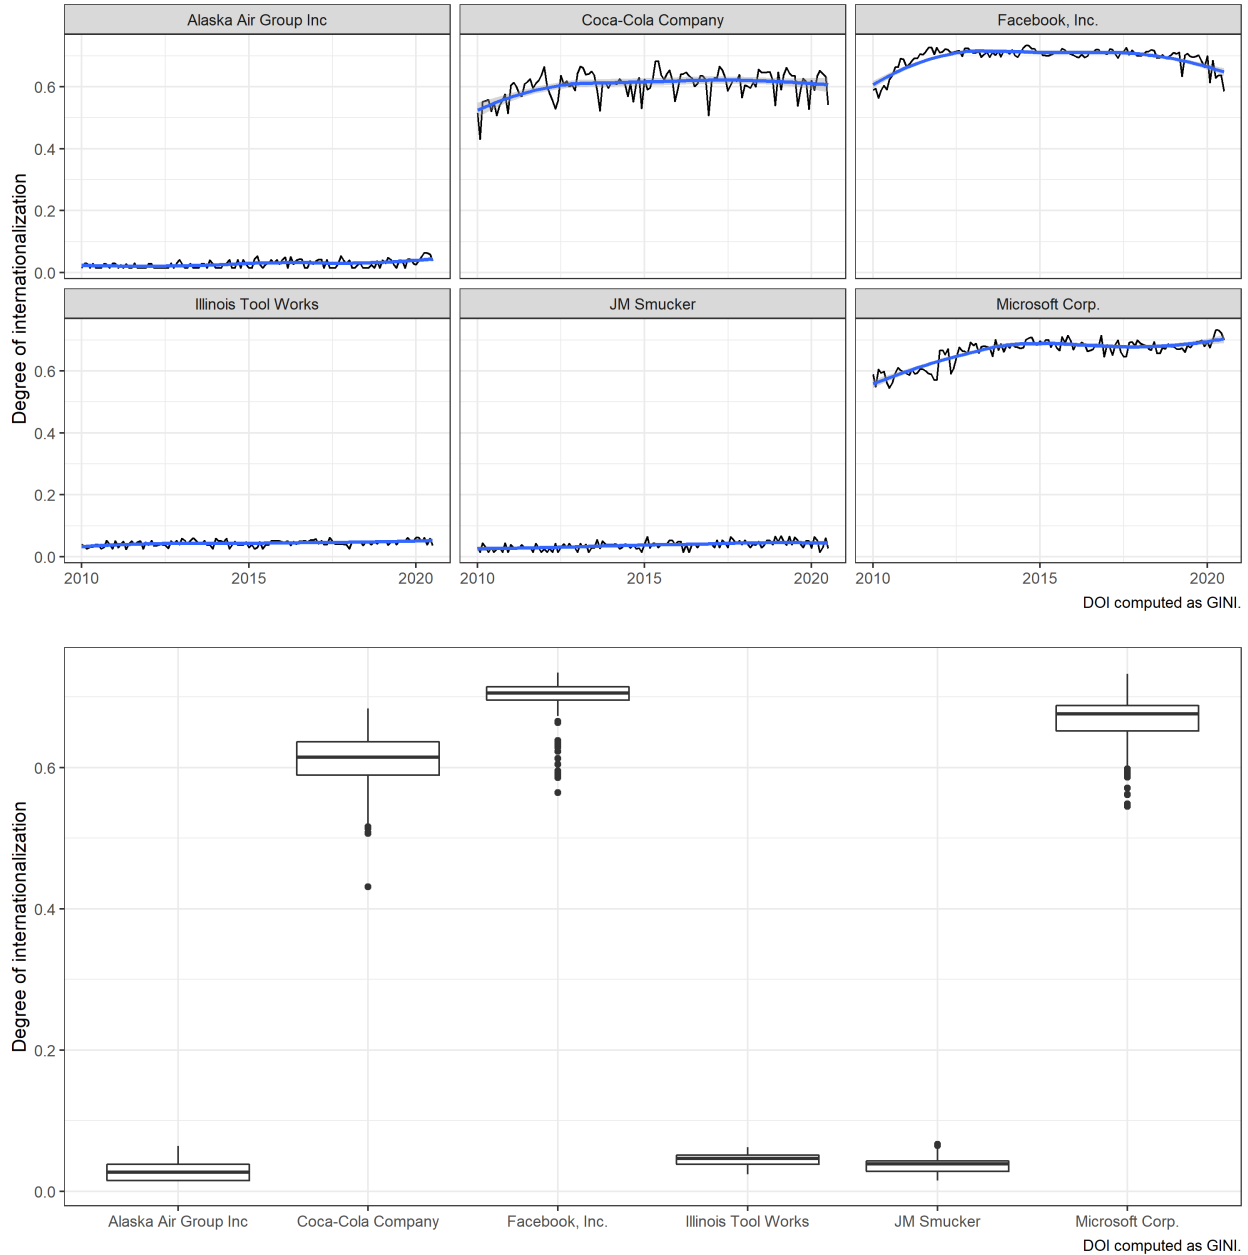 Alaska Air Group Inc
Coca-Cola Company
Facebook, Inc.
0.6
0.4
0.2
0.0
Degree of internationalization
Illinois Tool Works
JM Smucker
Microsoft Corp.
0.6
0.4
0.2
0.0
2010 2015 2020
2010 2015 2020
2010 2015 2020
DOI computed as GINI.
Degree of internationalization
0.6
0.4
0.2
0.0
Alaska Air Group Inc
Coca-Cola Company
Facebook, Inc.
Illinois Tool Works
JM Smucker
Microsoft Corp.
DOI computed as GINI.